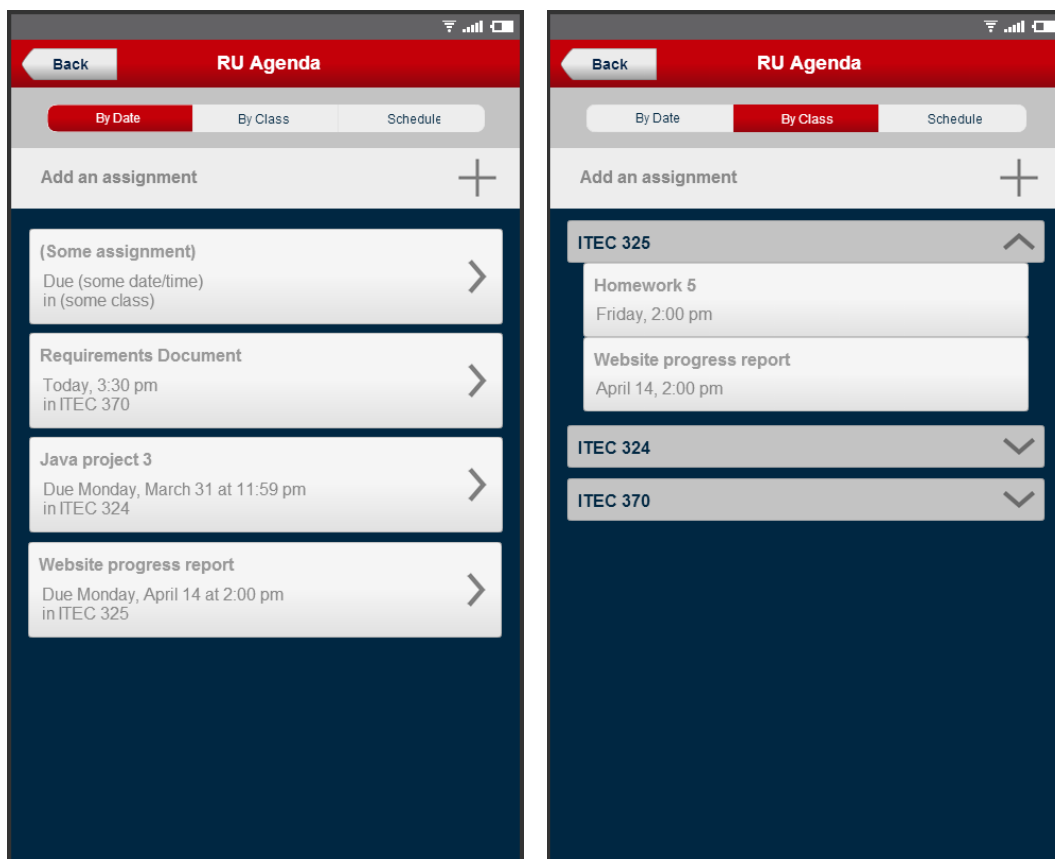 Back
RU Agenda
By Date
By Class
Schedule
Add an assignment
(Some assignment)
Due (some date/time)
in (some class)
Requirements Document
Today, 3:30 pm
in ITEC 370
Java project 3
Due Monday, March 31 at 11:59 pm
in ITEC 324
Website progress report
Due Monday, April 14 at 2:00 pm
in ITEC 325
Back
RU Agenda
By Date
By Class
Schedule
Add an assignment
ITEC 325
Homework 5
Friday, 2:00 pm
Website progress report
April 14, 2:00 pm
ITEC 324
ITEC 370